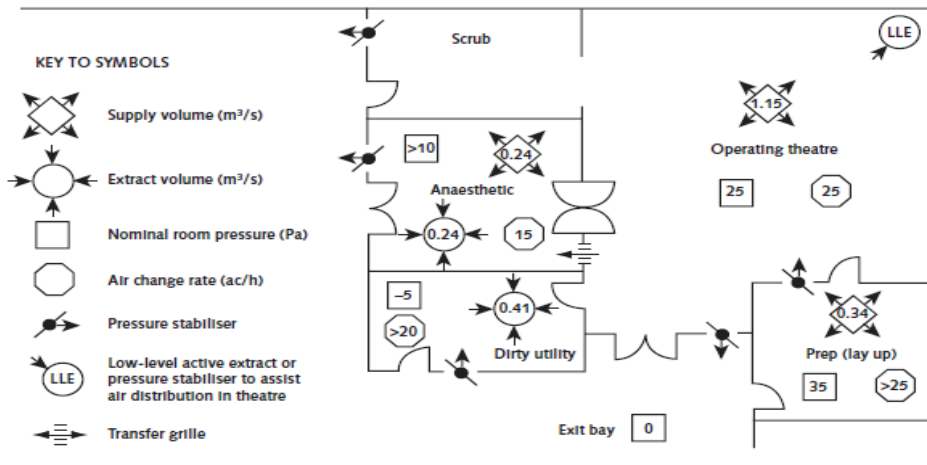 Scrub
LLE
KEY TO SYMBOLS
Supply volume (m³/s)
1.15
>10
0.24
Operating theatre
Extract volume (m³/s)
Anaesthetic
25
25
Nominal room pressure (Pa)
0.24
15
Air change rate (ac/h)
–5
0.41
0.34
>20
Pressure stabiliser
Dirty utility
Prep (lay up)
LLE
Low-level active extract or
pressure stabiliser to assist
air distribution in theatre
35
>25
Exit bay
0
Transfer grille